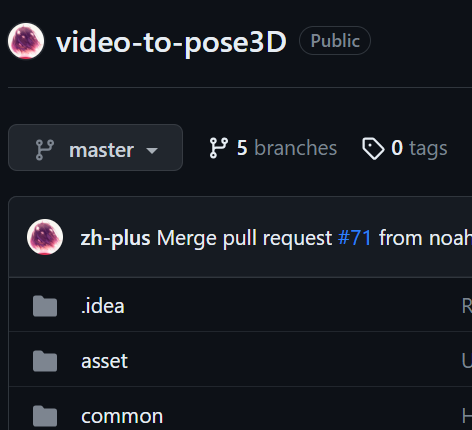 video-to-pose3D Public
master 5 branches 0 tags
zh-plus Merge pull request #71 from noah
.idea R
asset U
common H